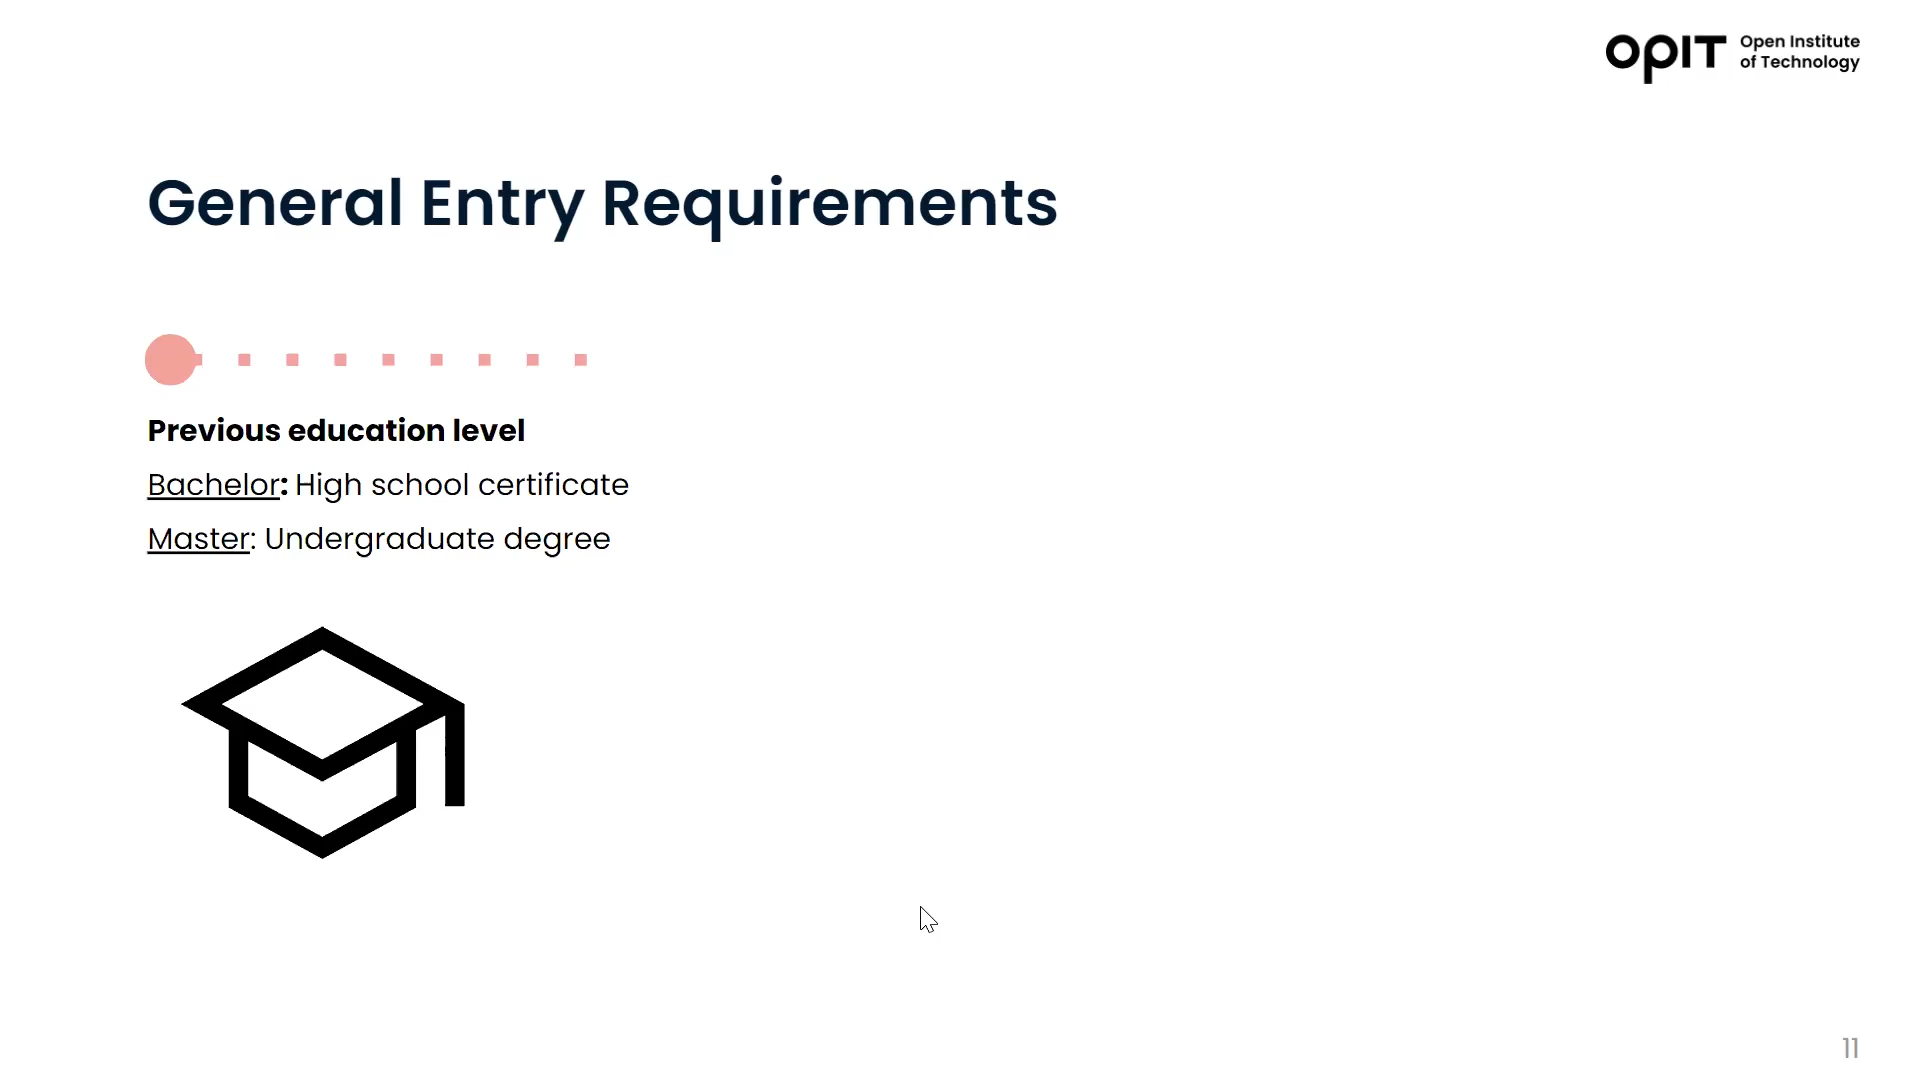 OPIT Open Institute
of Technology
General Entry Requirements
Previous education level
Bachelor: High school certificate
Master: Undergraduate degree
11